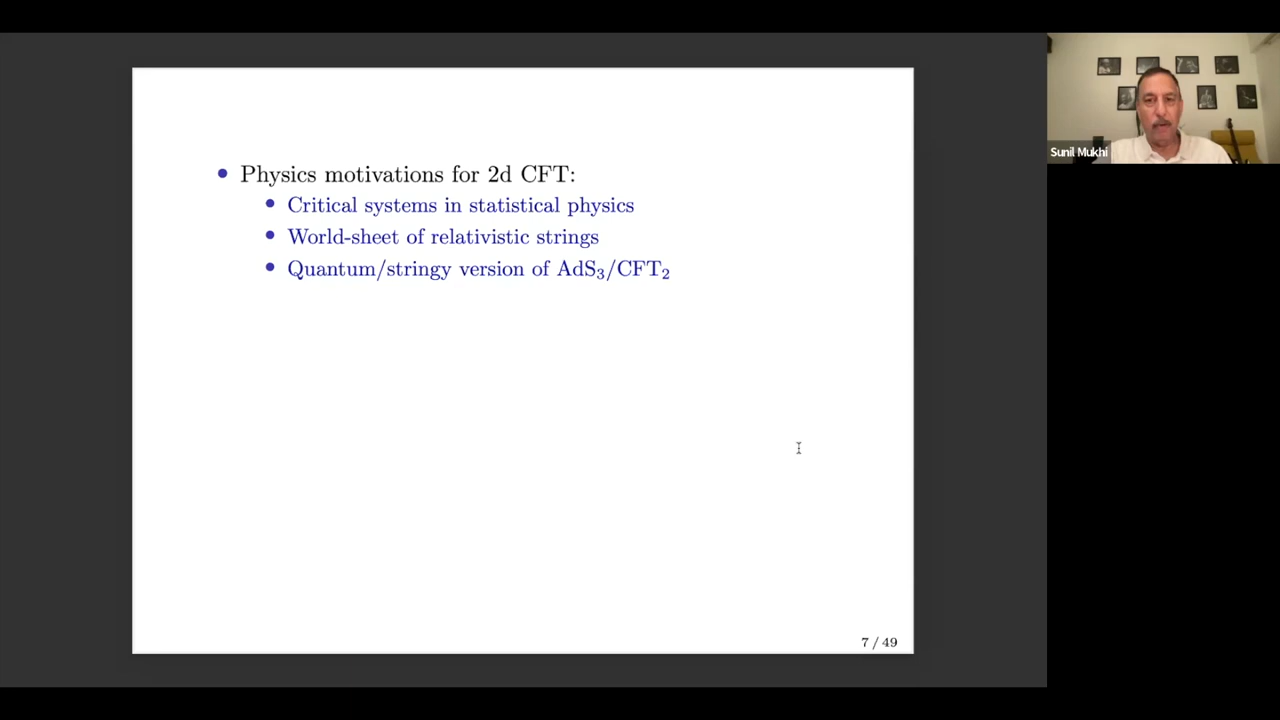 • Physics motivations for 2d CFT:
• Critical systems in statistical physics
• World-sheet of relativistic strings
• Quantum/stringy version of AdS₃/CFT₂
7 / 49
Sunil Mukhi